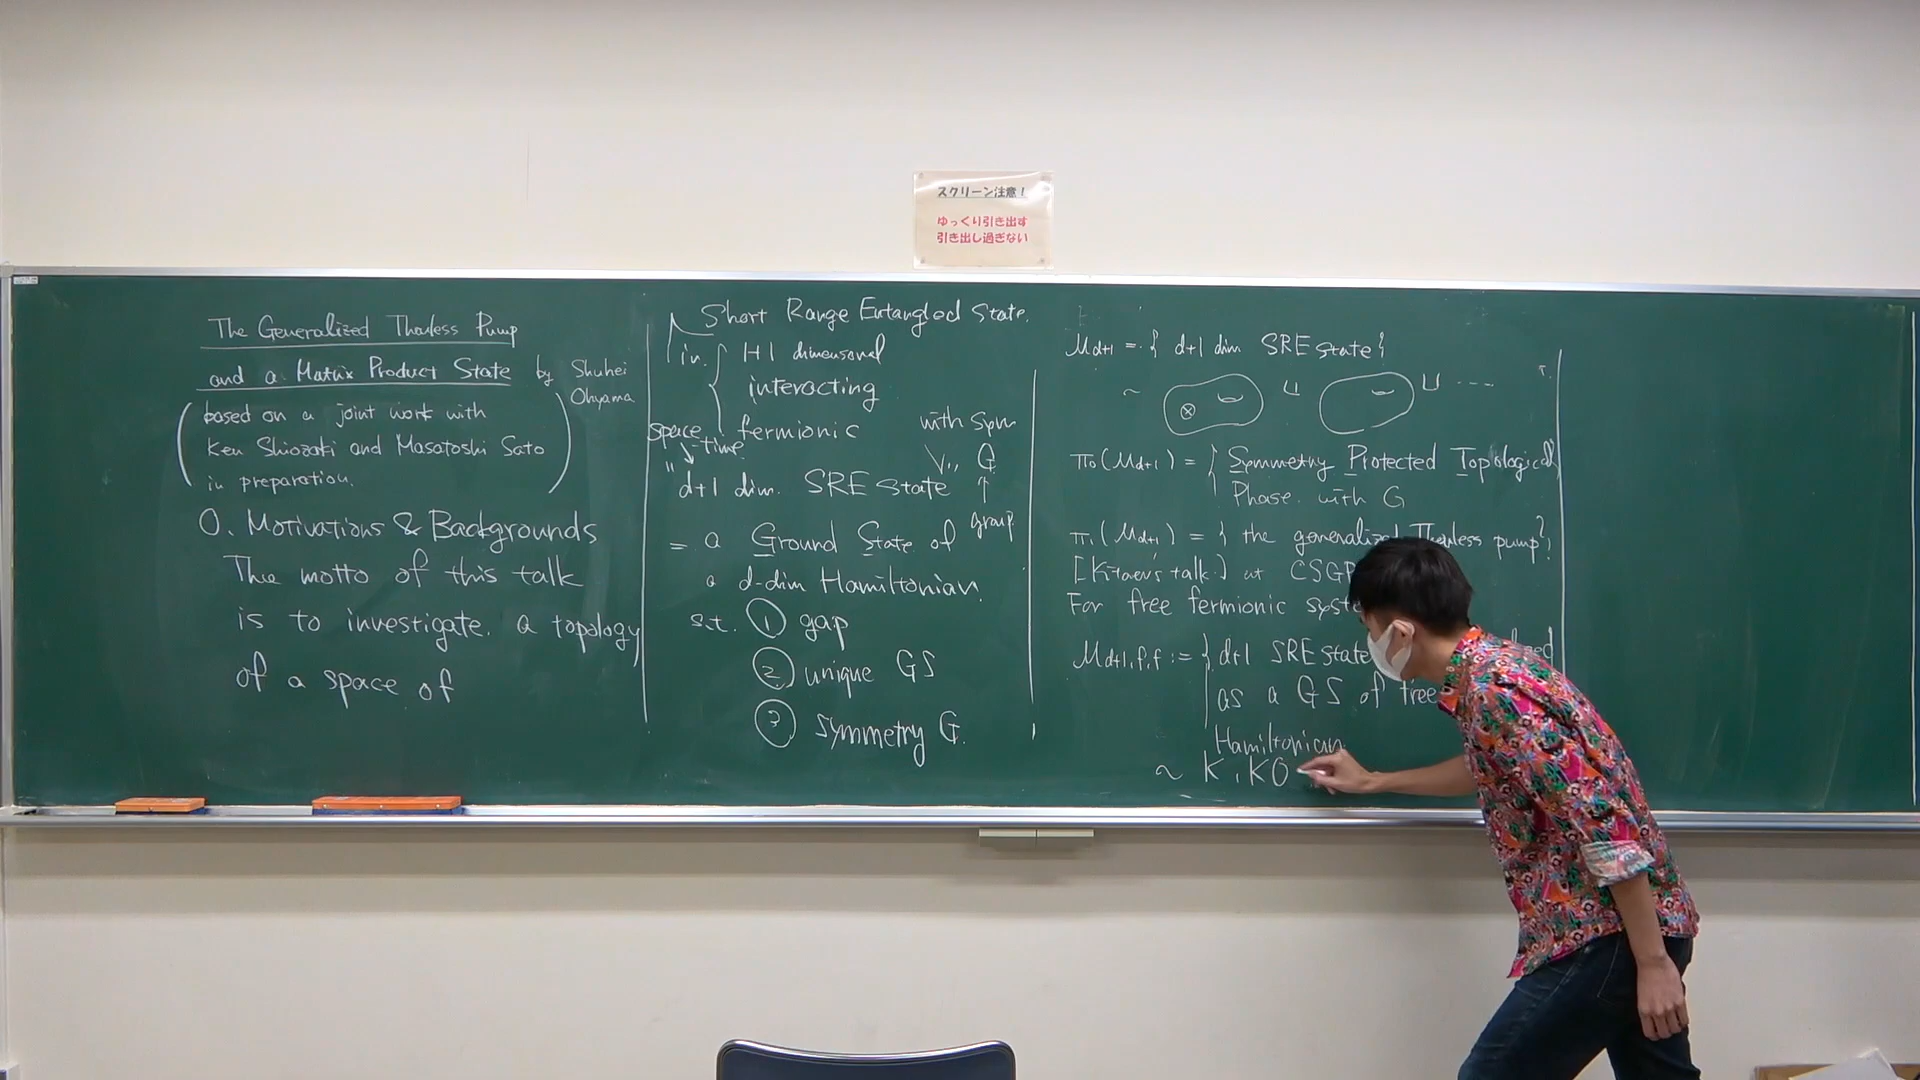 スクリーン注意!
ゆっくり引き出す
引き出し過ぎない
The Generalized Thouless Pump
and a Matrix Product State by Shuhei Ohyama
(based on a joint work with
Ken Shiozaki and Masatoshi Sato
in preparation.)
0. Motivations & Backgrounds
The motto of this talk
is to investigate. a topology
of a space of
Short Range Entangled State.
in. { 1+1 dimensional
interacting
fermionic
space-time
with Sym G
group
"d+1 dim. SRE state
= a Ground State of
a d-dim Hamiltonian.
s.t. ① gap
② unique GS
③ symmetry G.
Md+1 = { d+1 dim SRE state }
~ ⊔ ⊔ ----
π0(Md+1) = { Symmetry Protected Topological
Phase. with G
π1(Md+1) = { the generalized Thouless pump? }
[Kitaev's talk.] at CSGP
For free fermionic syste
Md+1,f,f := { d+1 SRE state
as a GS of free
Hamiltonian
~ K, KO